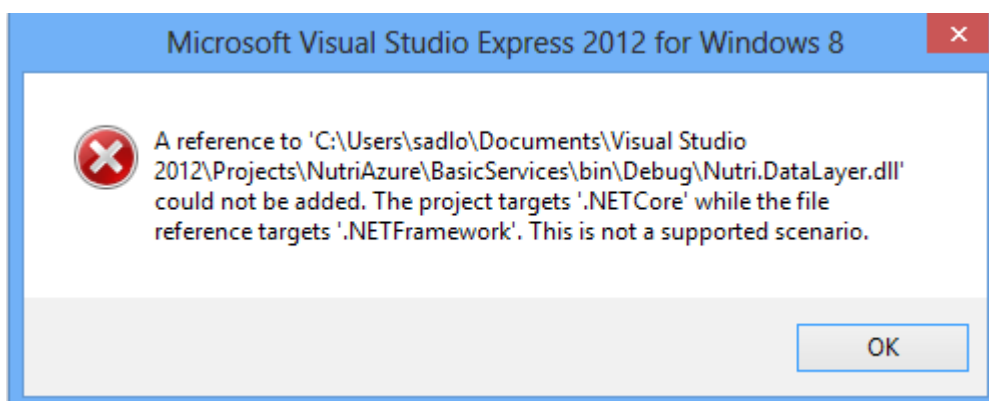 Microsoft Visual Studio Express 2012 for Windows 8
A reference to 'C:\Users\sadlo\Documents\Visual Studio
2012\Projects\NutriAzure\BasicServices\bin\Debug\Nutri.DataLayer.dll'
could not be added. The project targets '.NETCore' while the file
reference targets '.NETFramework'. This is not a supported scenario.
OK